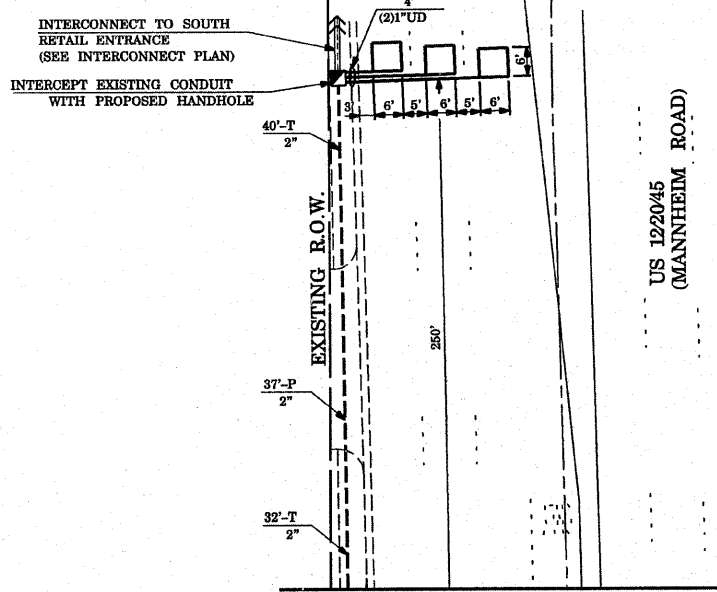 INTERCONNECT TO SOUTH
RETAIL ENTRANCE
(SEE INTERCONNECT PLAN)
INTERCEPT EXISTING CONDUIT
WITH PROPOSED HANDHOLE
4'
(2)1"UD
6'
3'
6'
5'
6'
5'
6'
40'-T
2"
EXISTING R.O.W.
250'
US 12/20/45
(MANNHEIM ROAD)
37'-P
2"
32'-T
2"